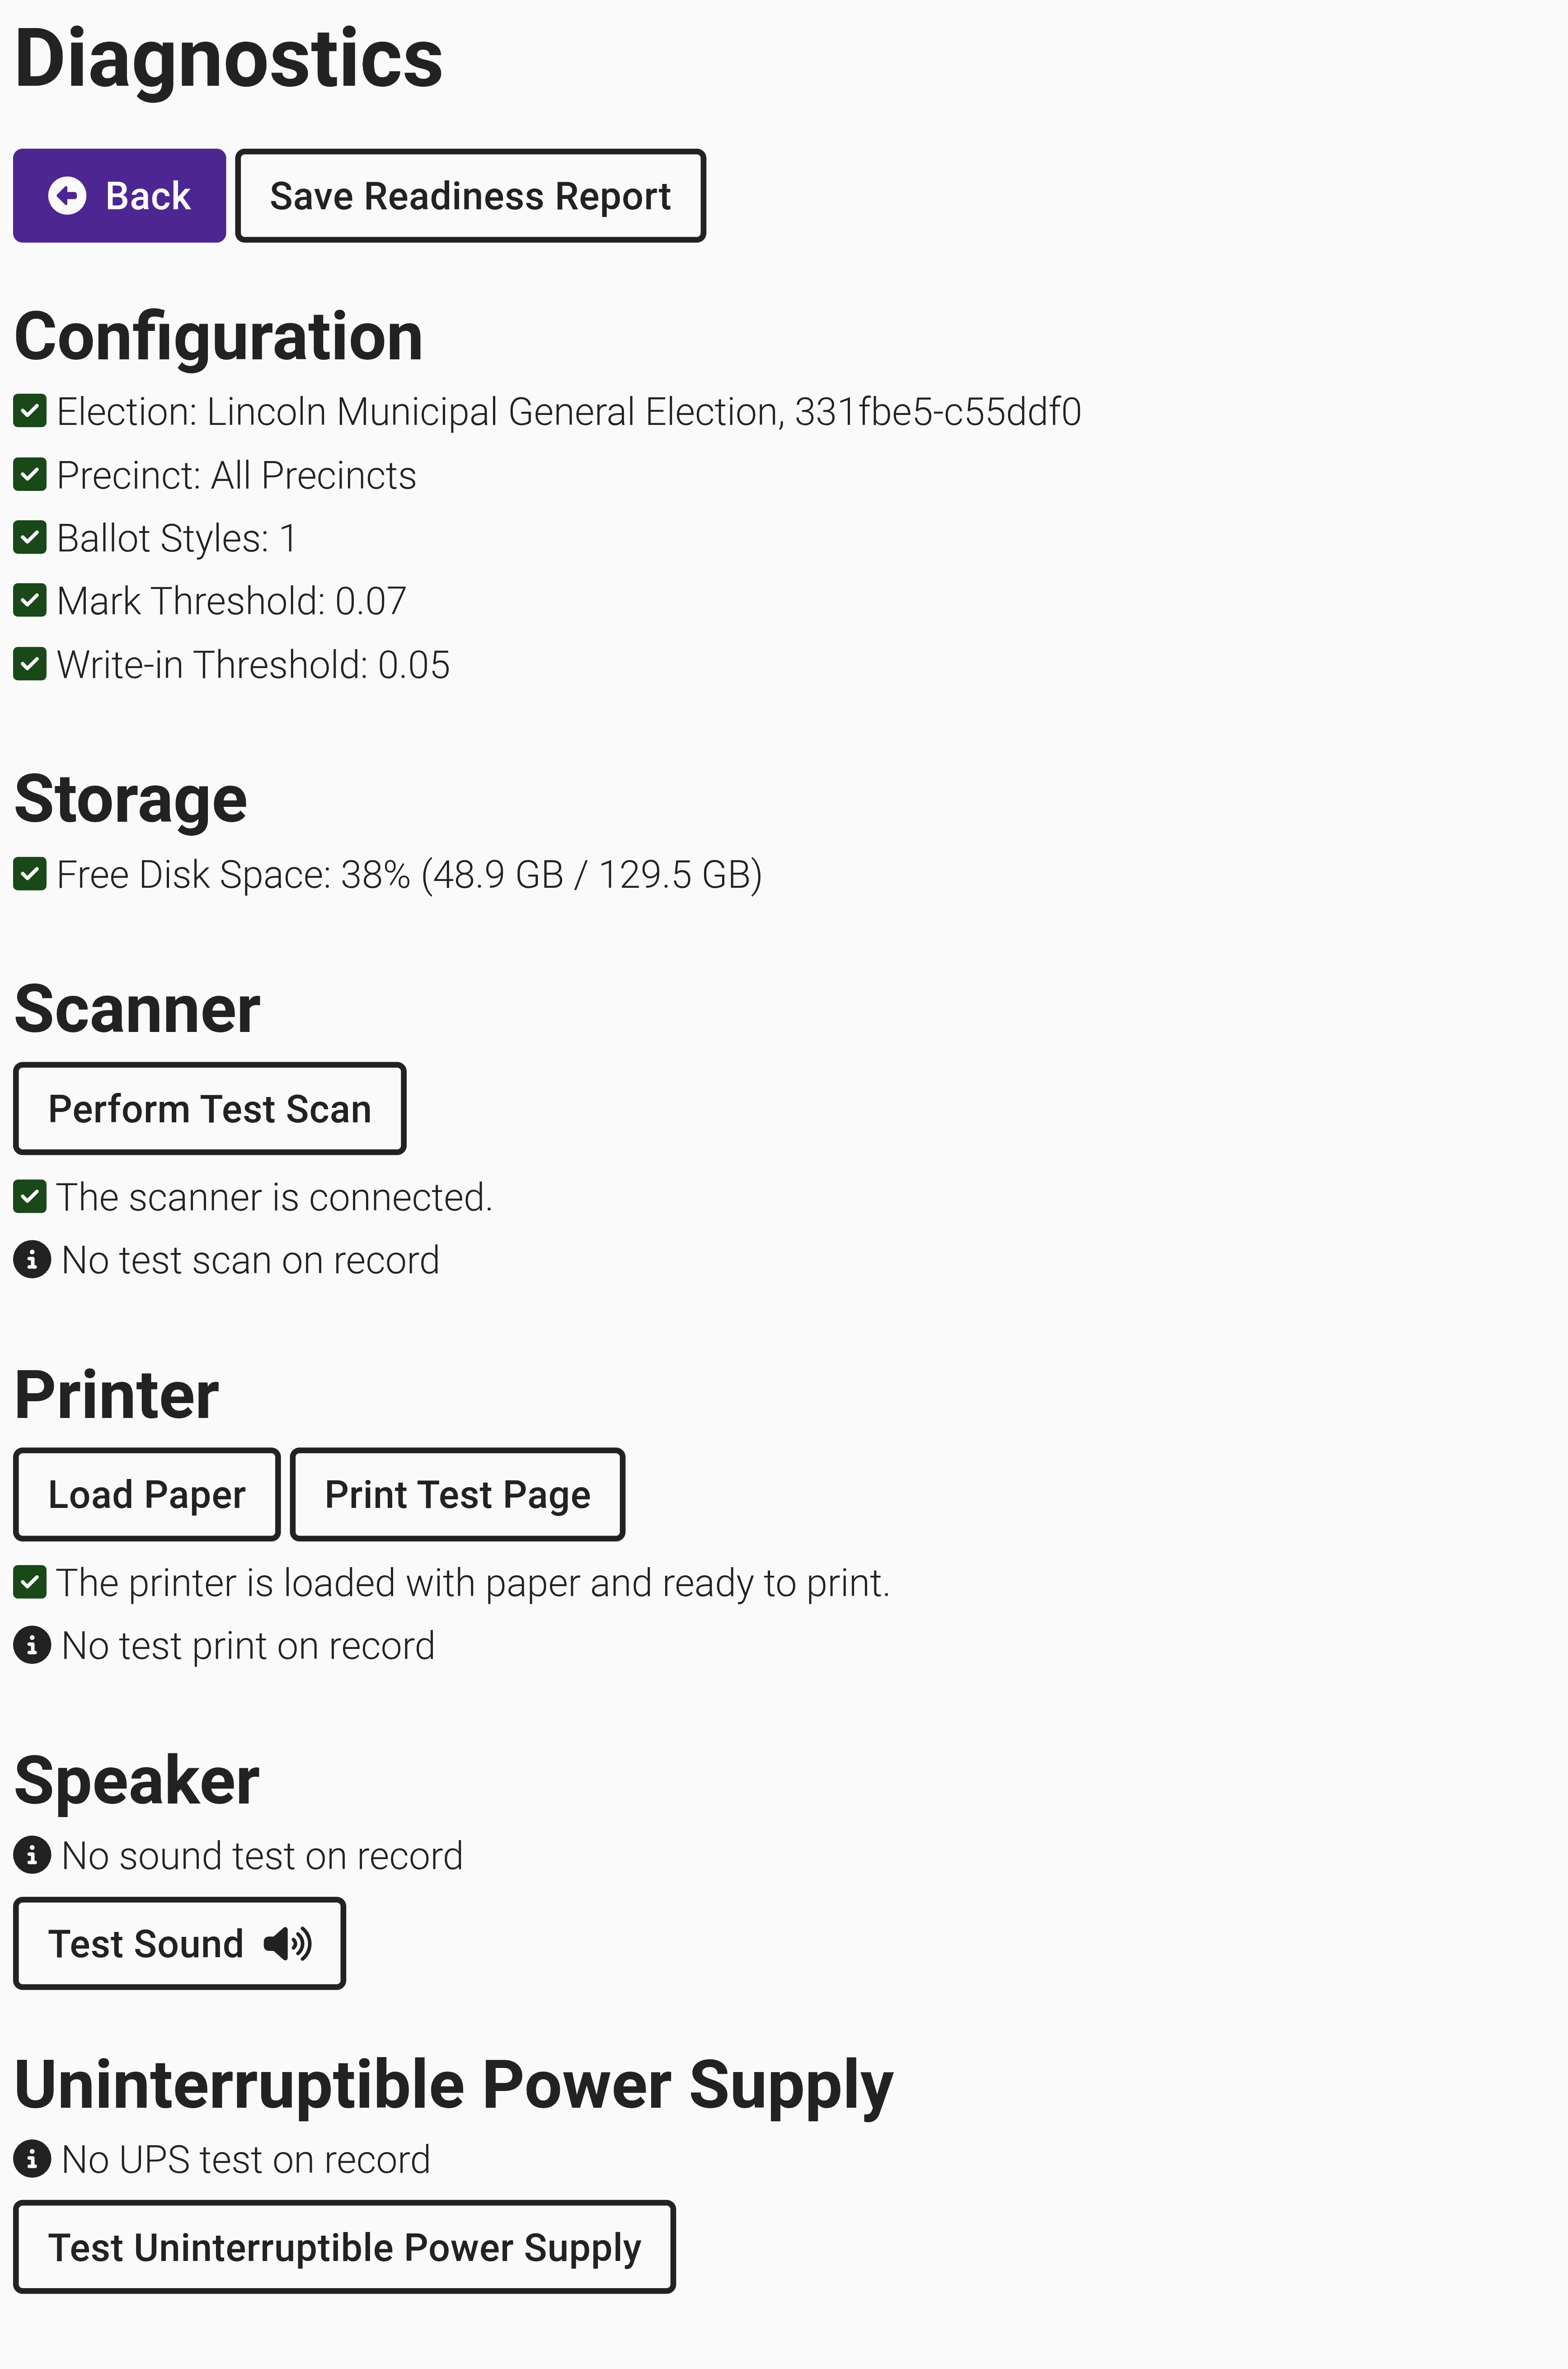 Diagnostics
Back Save Readiness Report
Configuration
Election: Lincoln Municipal General Election, 331fbe5-c55ddf0
Precinct: All Precincts
Ballot Styles: 1
Mark Threshold: 0.07
Write-in Threshold: 0.05
Storage
Free Disk Space: 38% (48.9 GB / 129.5 GB)
Scanner
Perform Test Scan
The scanner is connected.
No test scan on record
Printer
Load Paper Print Test Page
The printer is loaded with paper and ready to print.
No test print on record
Speaker
No sound test on record
Test Sound
Uninterruptible Power Supply
No UPS test on record
Test Uninterruptible Power Supply